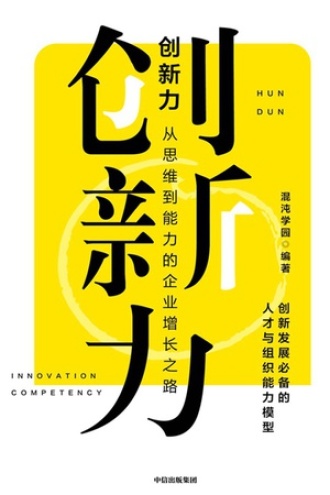 创新力
创新力
从思维到能力的企业增长之路
HUN
DUN
混沌学园 编著
创新发展必备的
人才与组织能力模型
INNOVATION
COMPETENCY
中信出版集团